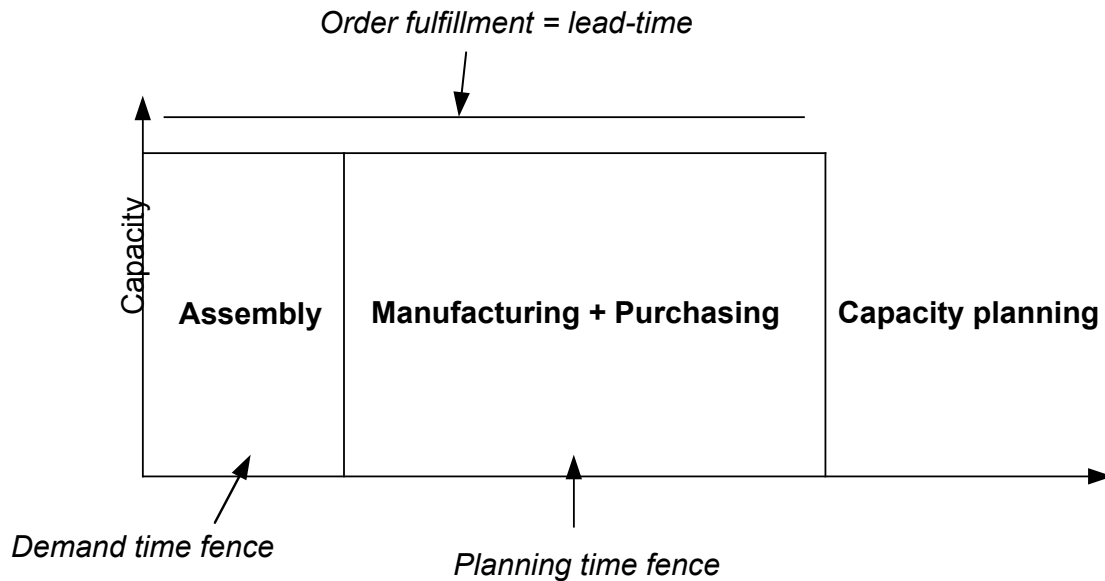 Order fulfillment = lead-time
Capacity
Assembly
Manufacturing + Purchasing
Capacity planning
Demand time fence
Planning time fence